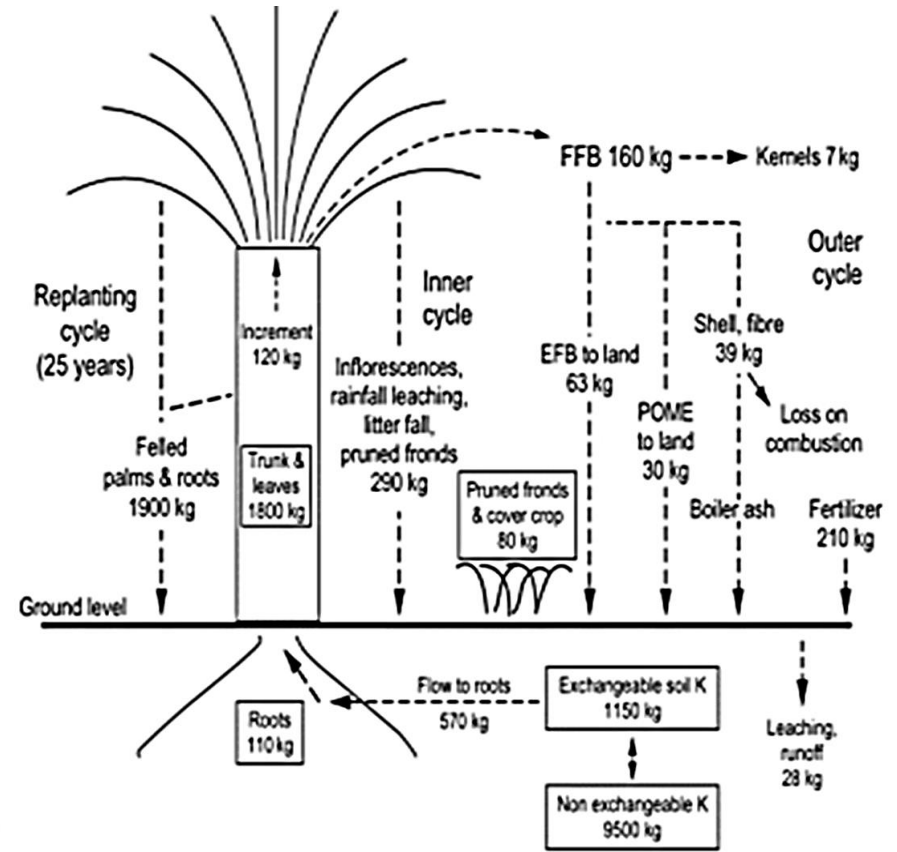 FFB 160 kg
Kernels 7 kg
Outer
cycle
Replanting
cycle
(25 years)
Increment
120 kg
Inner
cycle
Inflorescences,
rainfall leaching,
litter fall,
pruned fronds
290 kg
EFB to land
63 kg
Shell, fibre
39 kg
POME
to land
30 kg
Loss on
combustion
Felled
palms & roots
1900 kg
Trunk &
leaves
1800 kg
Pruned fronds
& cover crop
80 kg
Boiler ash
Fertilizer
210 kg
Ground level
Flow to roots
570 kg
Exchangeable soil K
1150 kg
Roots
110 kg
Leaching,
runoff
28 kg
Non exchangeable K
9500 kg